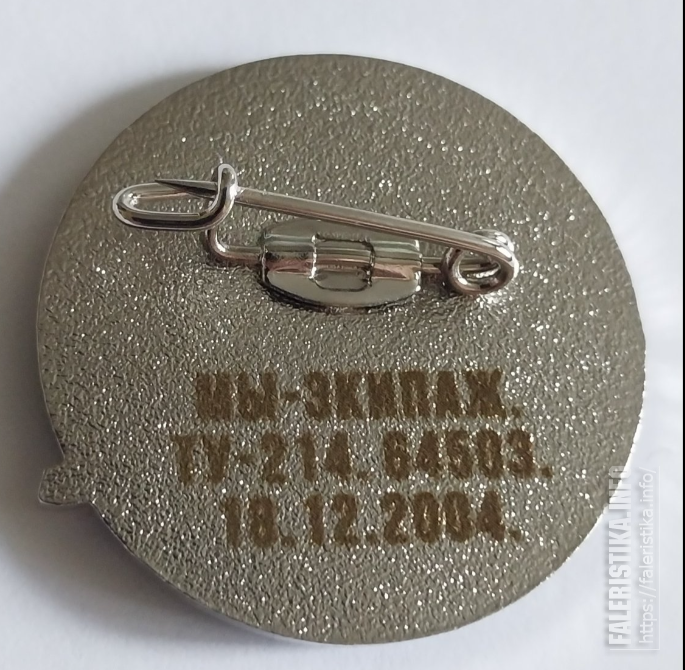 МЫ-ЭКИПАЖ.
ТУ-214. 64503.
18.12.2004.
FALERISTIKA.INFO
https://faleristika.info/